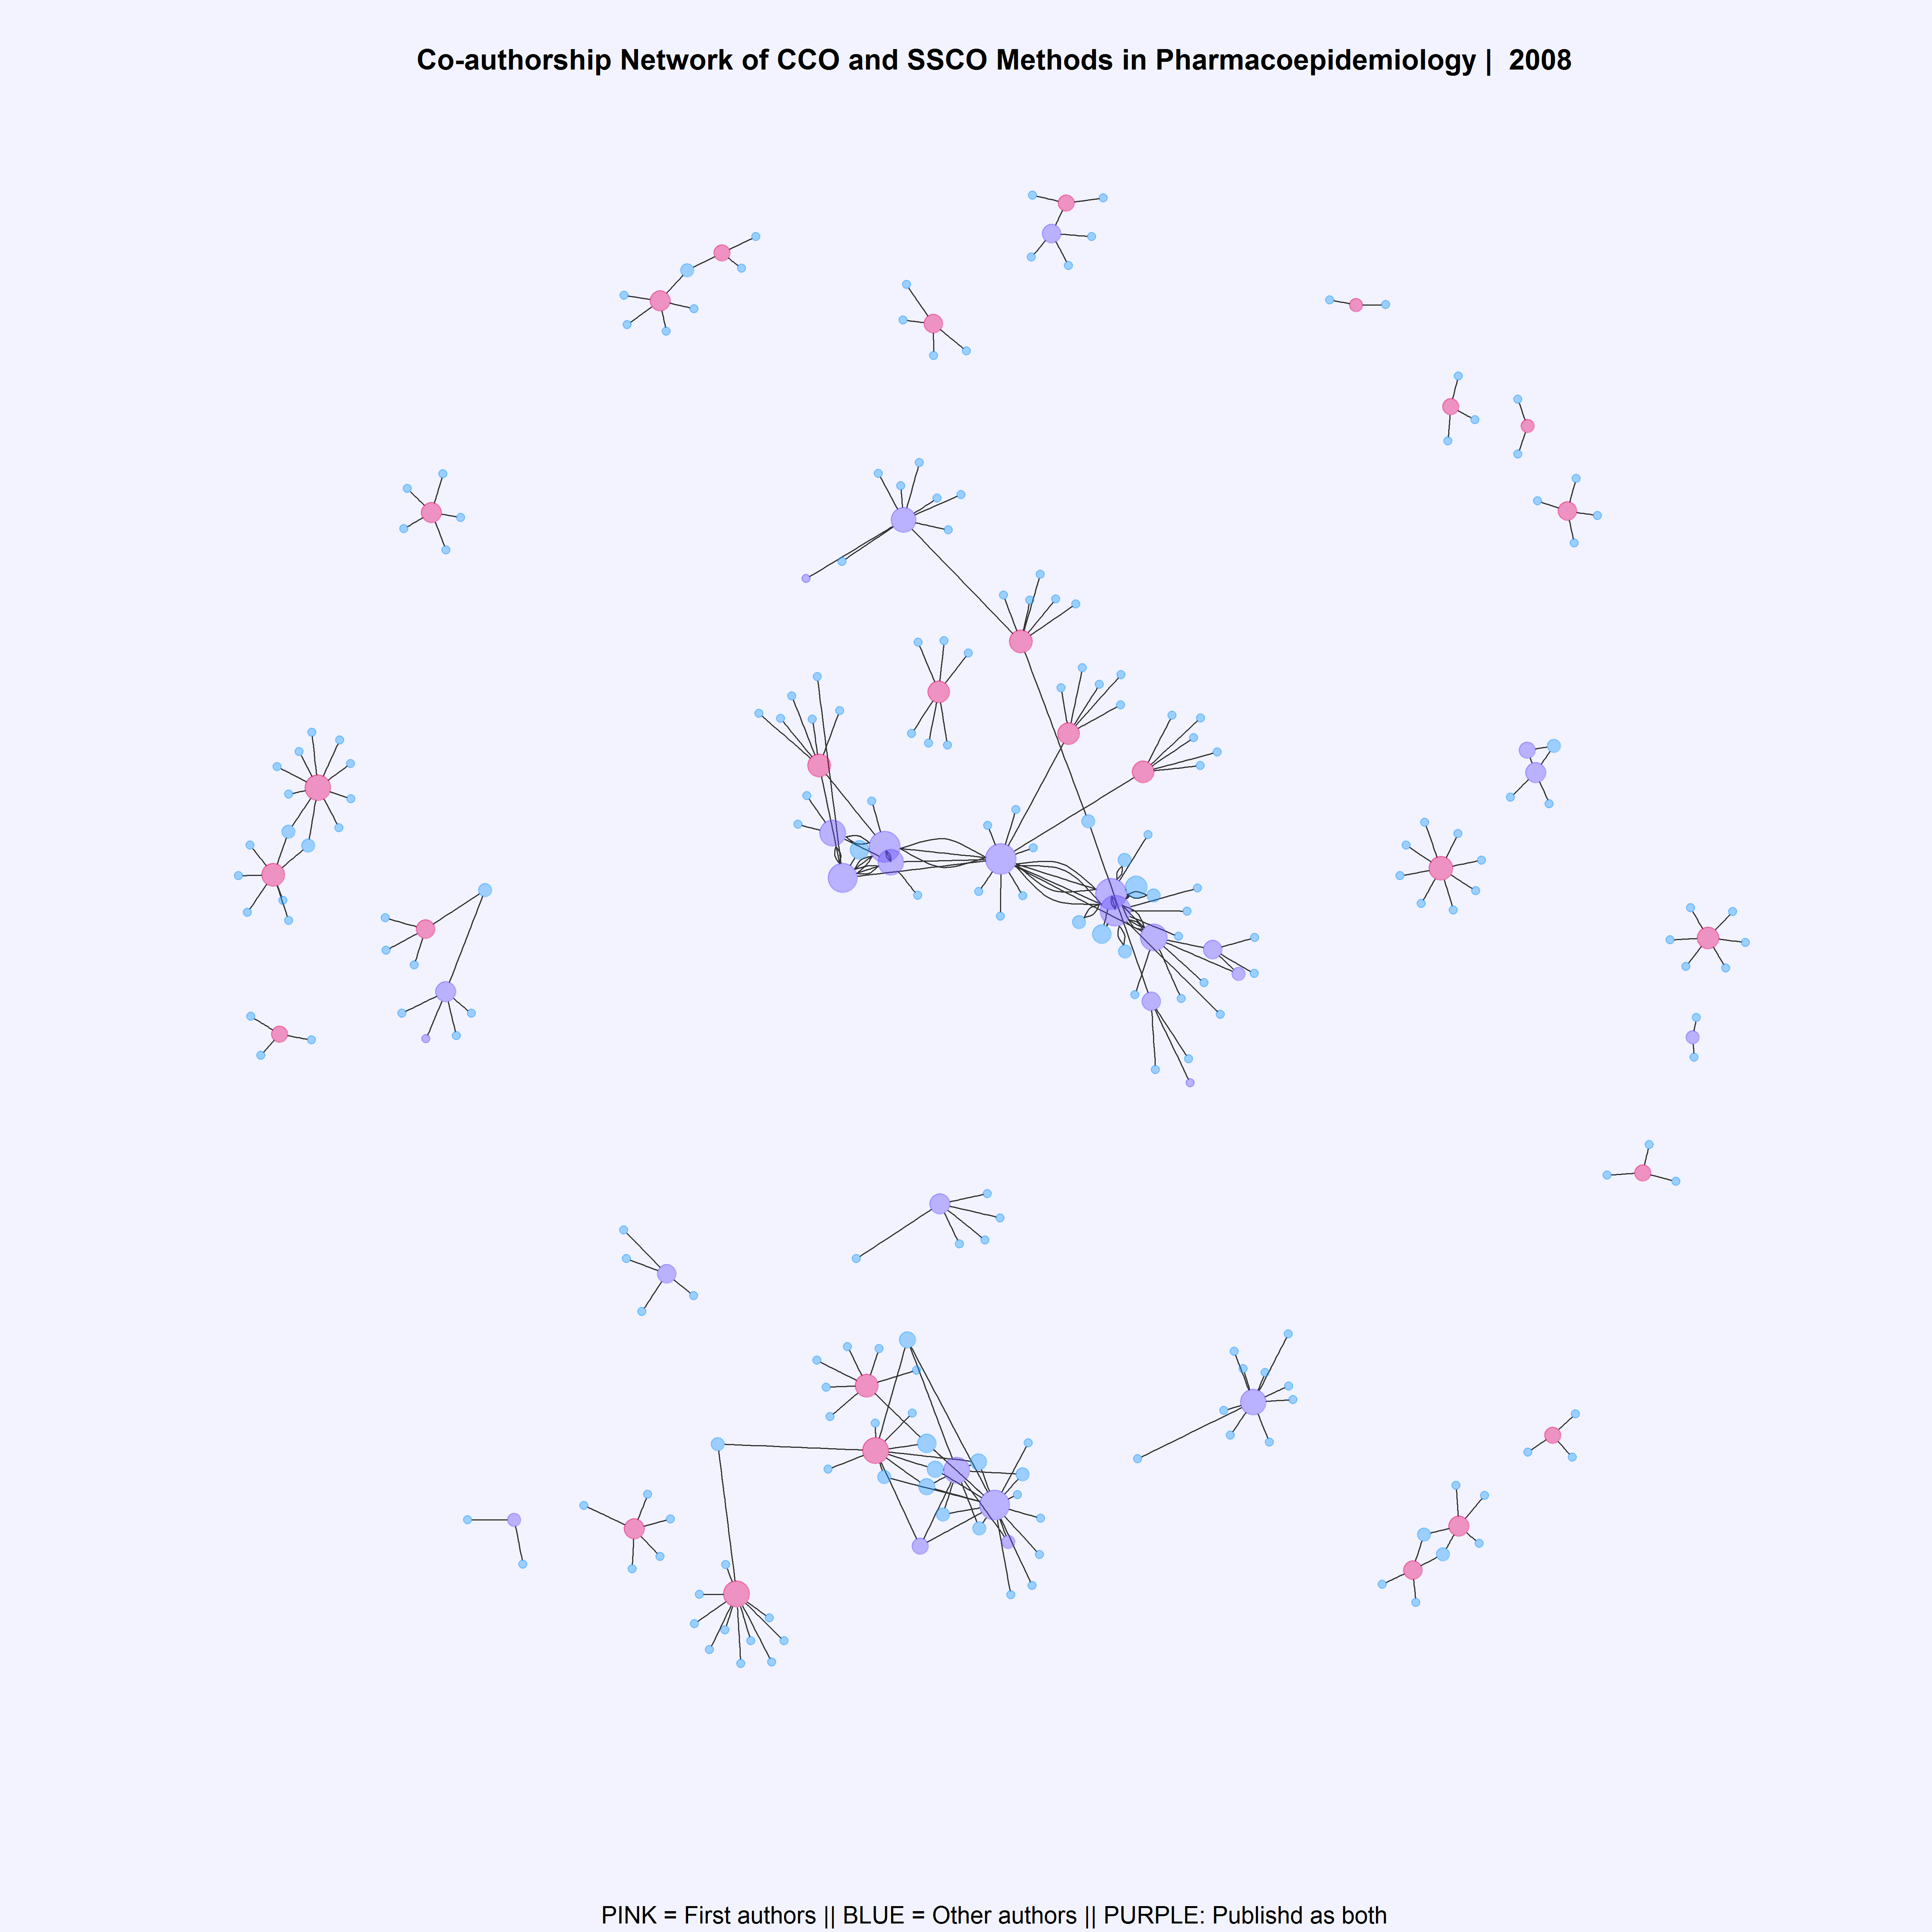 Co-authorship Network of CCO and SSCO Methods in Pharmacoepidemiology | 2008
PINK = First authors || BLUE = Other authors || PURPLE: Publishd as both